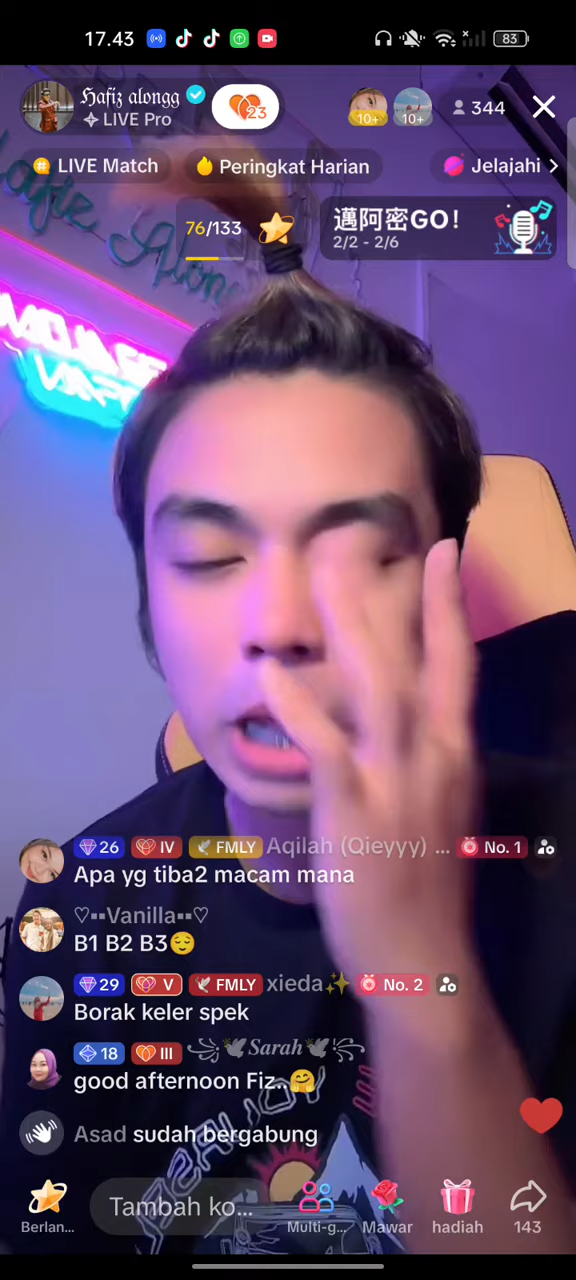 17.43
83
Hafiz alongg
LIVE Pro
23
10+
10+
344
LIVE Match
Peringkat Harian
Jelajahi
76/133
邁阿密GO!
2/2 - 2/6
26 IV FMLY Aqilah (Qieyyy) ... No. 1
Apa yg tiba2 macam mana
♡▪▪Vanilla▪▪♡
B1 B2 B3😌
29 V FMLY xieda✨ No. 2
Borak keler spek
18 III ꧁🕊Sarah🕊꧂
good afternoon Fiz..🤗
Asad sudah bergabung
Berlan...
Tambah ko...
Multi-g...
Mawar
hadiah
143